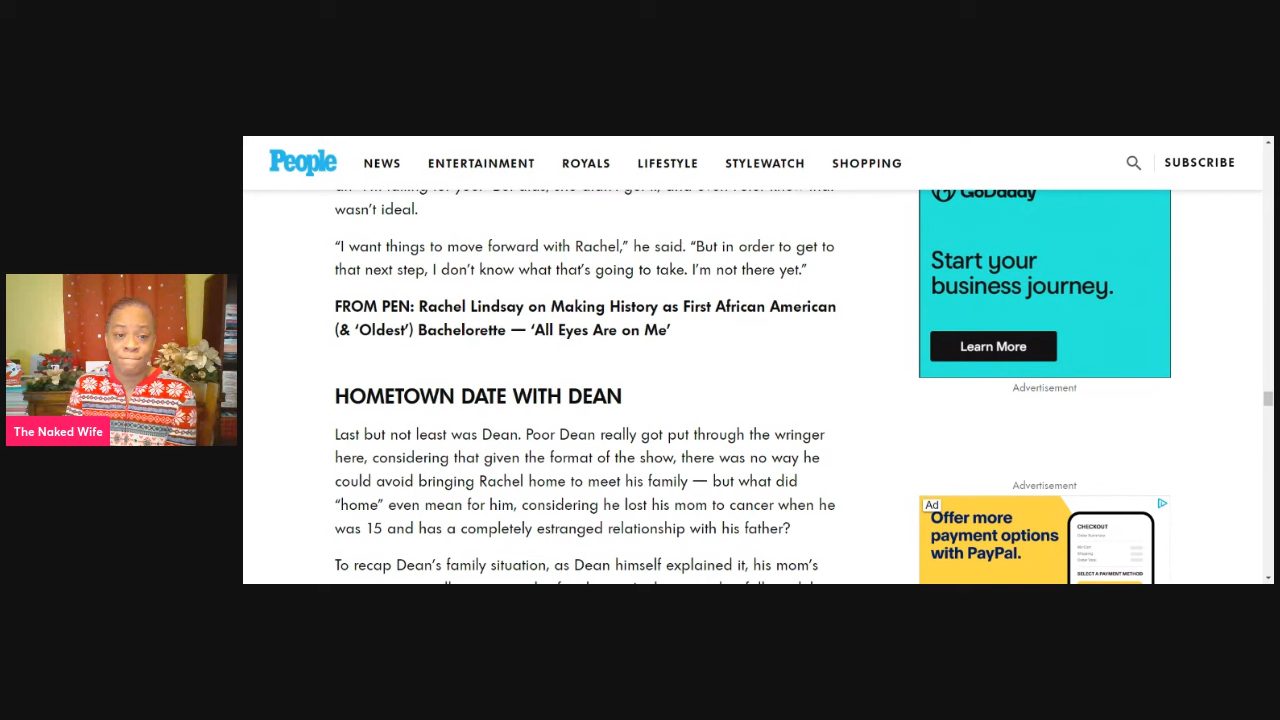 People
NEWS
ENTERTAINMENT
ROYALS
LIFESTYLE
STYLEWATCH
SHOPPING
SUBSCRIBE
wasn't ideal.
“I want things to move forward with Rachel,” he said. “But in order to get to
that next step, I don't know what that's going to take. I'm not there yet.”
FROM PEN: Rachel Lindsay on Making History as First African American
(& ‘Oldest’) Bachelorette — ‘All Eyes Are on Me’
HOMETOWN DATE WITH DEAN
Last but not least was Dean. Poor Dean really got put through the wringer
here, considering that given the format of the show, there was no way he
could avoid bringing Rachel home to meet his family — but what did
“home” even mean for him, considering he lost his mom to cancer when he
was 15 and has a completely estranged relationship with his father?
To recap Dean's family situation, as Dean himself explained it, his mom's
GoDaddy
Start your
business journey.
Learn More
Advertisement
Advertisement
Ad
Offer more
payment options
with PayPal.
CHECKOUT
SELECT A PAYMENT METHOD
The Naked Wife